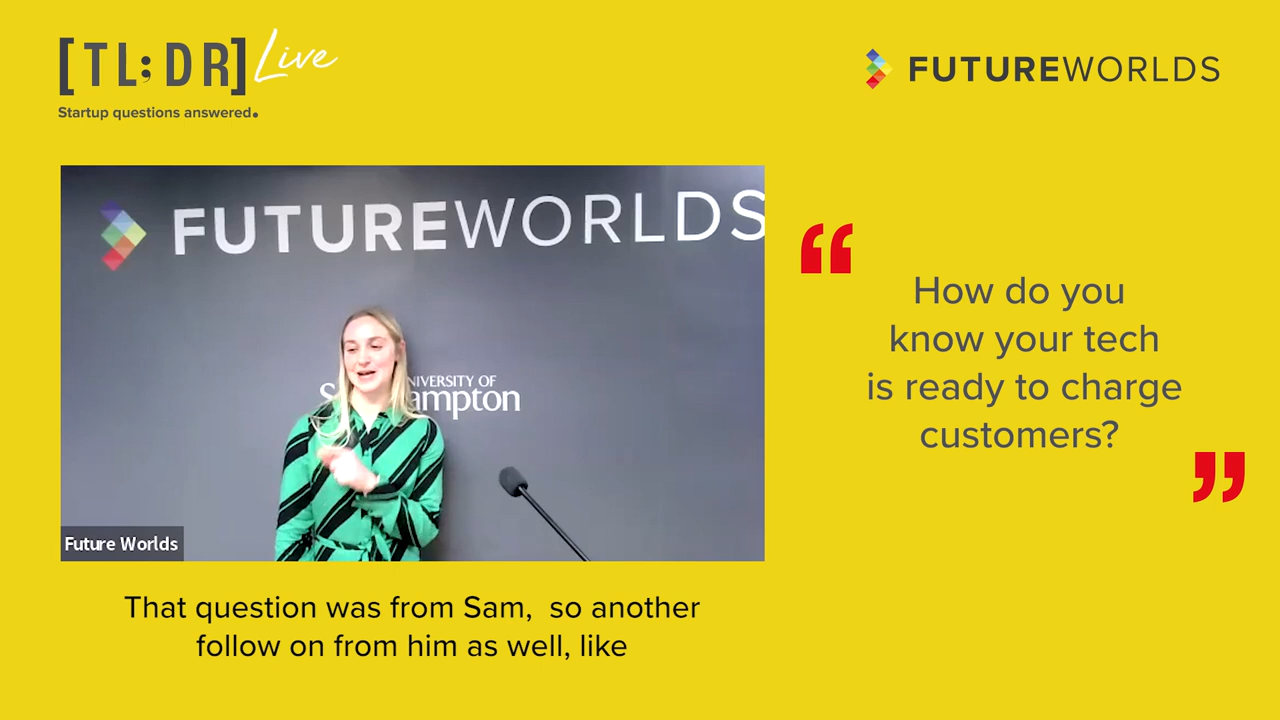 [TL;DR] Live
Startup questions answered.
FUTUREWORLDS
FUTUREWORLDS
NIVERSITY OF
S ampton
Future Worlds
“
How do you
know your tech
is ready to charge
customers?
”
That question was from Sam,  so another
follow on from him as well, like